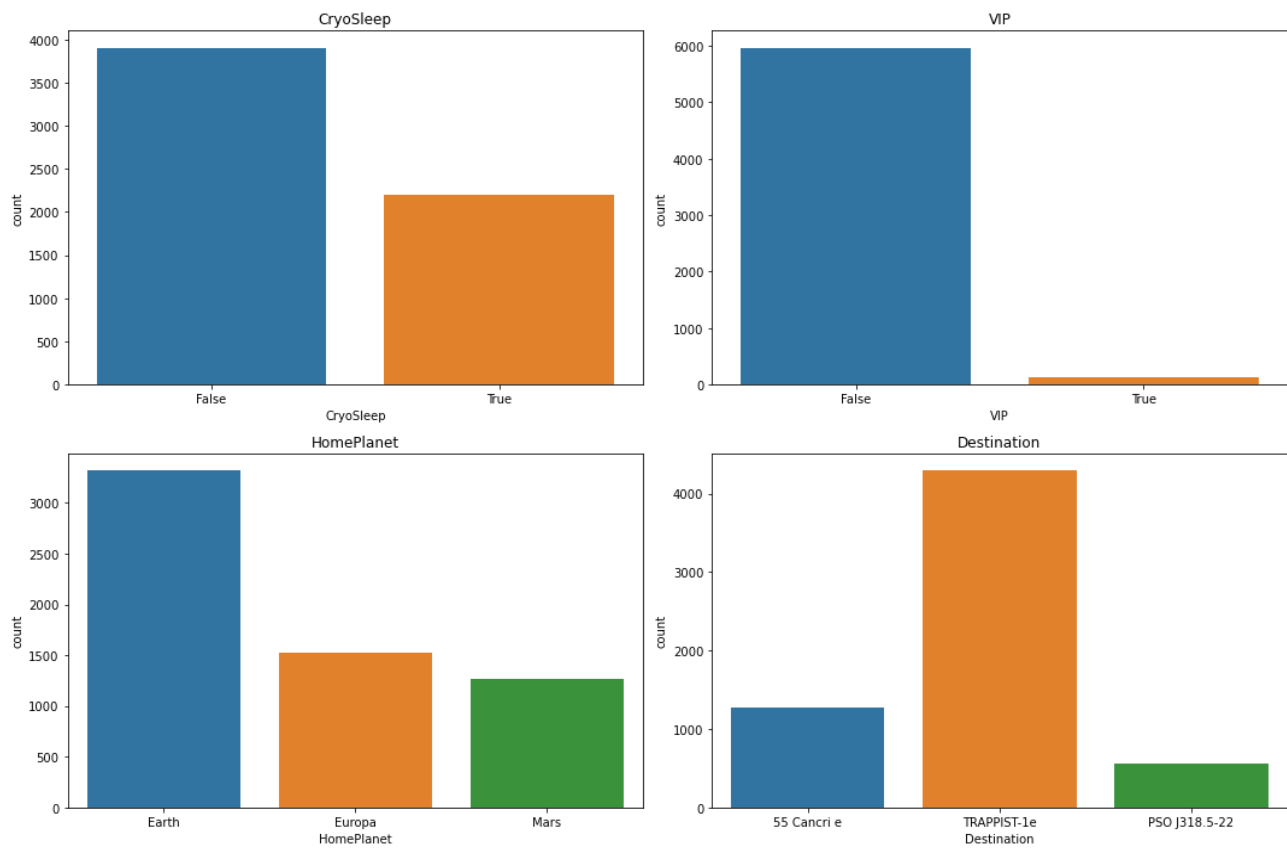 CryoSleep
4000
3500
3000
2500
2000
1500
1000
500
0
count
False True
CryoSleep
VIP
6000
5000
4000
3000
2000
1000
0
count
False True
VIP
HomePlanet
3000
2500
2000
1500
1000
500
0
count
Earth Europa Mars
HomePlanet
Destination
4000
3000
2000
1000
0
count
55 Cancri e TRAPPIST-1e PSO J318.5-22
Destination